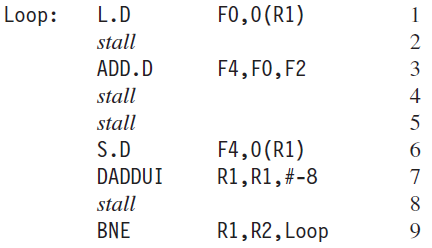 Loop: L.D F0,0(R1) 1
stall 2
ADD.D F4,F0,F2 3
stall 4
stall 5
S.D F4,0(R1) 6
DADDUI R1,R1,#-8 7
stall 8
BNE R1,R2,Loop 9